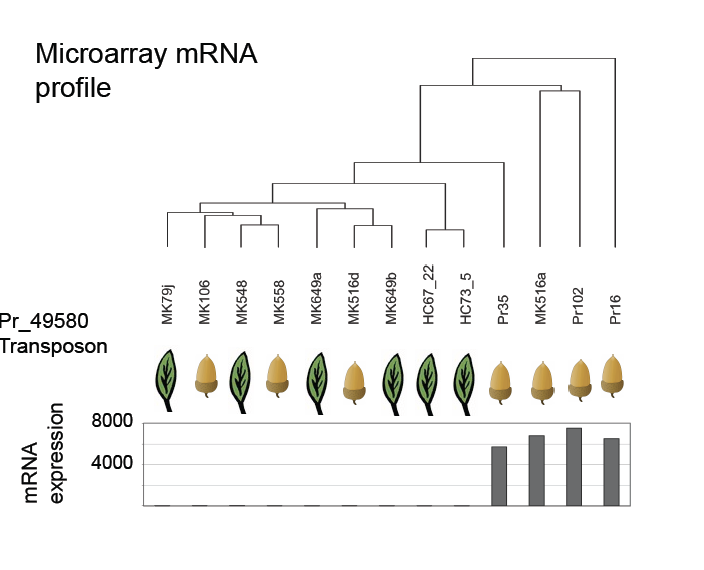 Microarray mRNA
profile
MK79j
MK106
MK548
MK558
MK649a
MK516d
MK649b
HC67_22
HC73_5
Pr35
MK516a
Pr102
Pr16
Pr_49580
Transposon
8000
4000
mRNA
expression